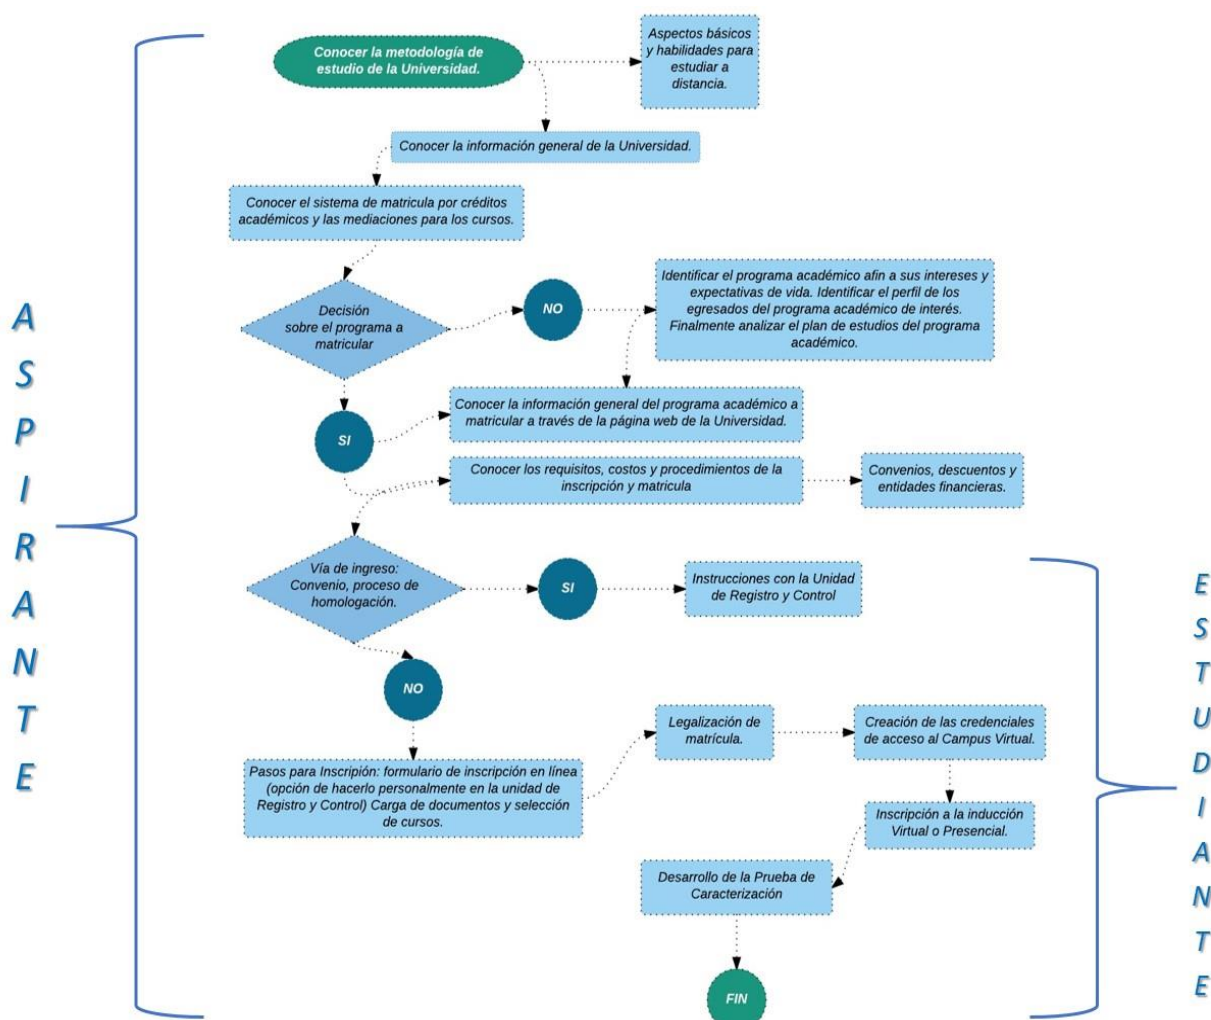 Conocer la metodología de
estudio de la Universidad.
Aspectos básicos
y habilidades para
estudiar a
distancia.
Conocer la información general de la Universidad.
Conocer el sistema de matricula por créditos
académicos y las mediaciones para los cursos.
Decisión
sobre el programa a
matricular
NO
Identificar el programa académico afin a sus intereses y
expectativas de vida. Identificar el perfil de los
egresados del programa académico de interés.
Finalmente analizar el plan de estudios del programa
académico.
SI
Conocer la información general del programa académico a
matricular a través de la página web de la Universidad.
Conocer los requisitos, costos y procedimientos de la
inscripción y matricula
Convenios, descuentos y
entidades financieras.
Vía de ingreso:
Convenio, proceso de
homologación.
SI
Instrucciones con la Unidad
de Registro y Control
NO
Pasos para Inscripión: formulario de inscripción en línea
(opción de hacerlo personalmente en la unidad de
Registro y Control) Carga de documentos y selección
de cursos.
Legalización de
matrícula.
Creación de las credenciales
de acceso al Campus Virtual.
Inscripción a la inducción
Virtual o Presencial.
Desarrollo de la Prueba de
Caracterización
FIN
ASPIRANTE
ESTUDIANTE